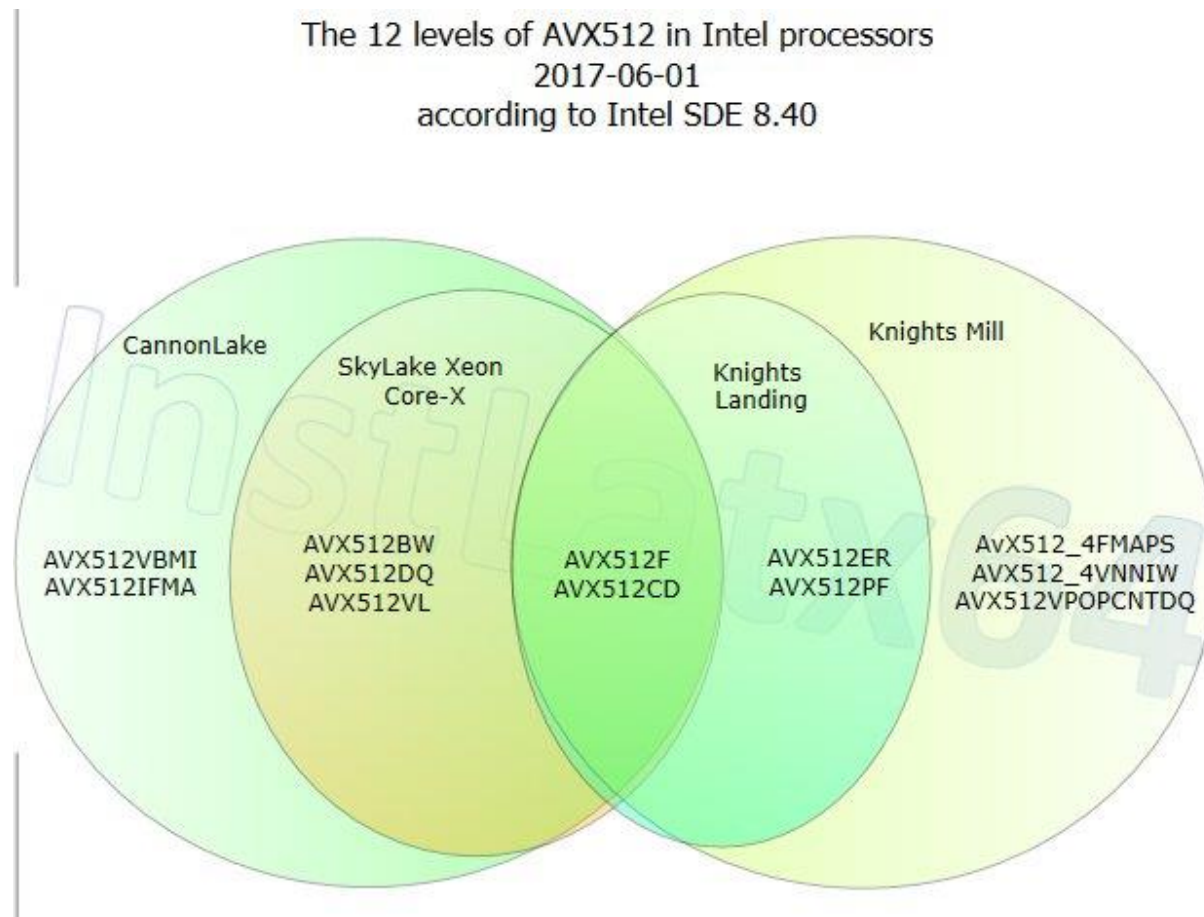 The 12 levels of AVX512 in Intel processors
2017-06-01
according to Intel SDE 8.40
CannonLake
SkyLake Xeon
Core-X
Knights
Landing
Knights Mill
AVX512VBMI
AVX512IFMA
AVX512BW
AVX512DQ
AVX512VL
AVX512F
AVX512CD
AVX512ER
AVX512PF
AvX512_4FMAPS
AVX512_4VNNIW
AVX512VPOPCNTDQ
InstLatx64